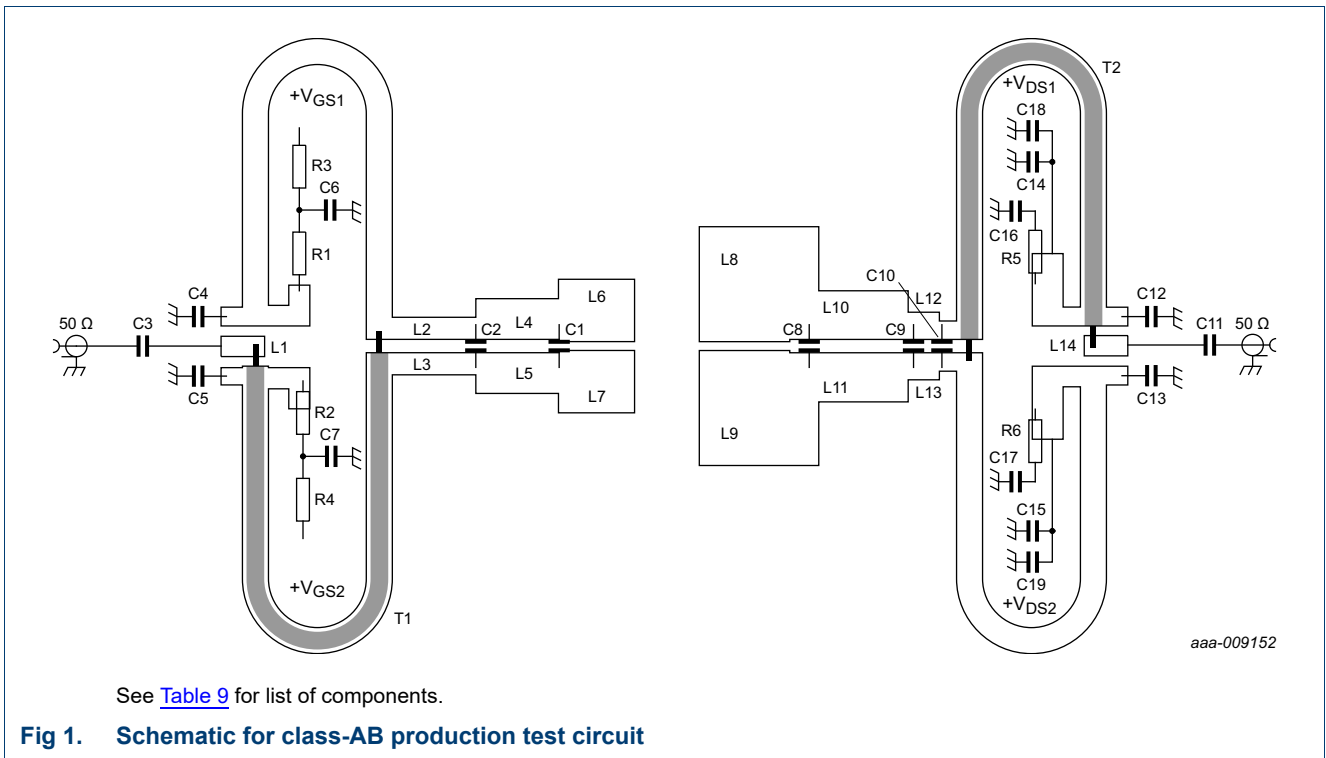 +VGS1
R3
C6
R1
C4
50 Ω
C3
L1
C5
R2
C7
R4
+VGS2
T1
L2
L3
C2
L4
L5
C1
L6
L7
L8
L9
L10
L11
C8
C9
C10
L12
L13
T2
+VDS1
C18
C14
C16
R5
C12
C11
50 Ω
L14
C13
R6
C17
C15
C19
+VDS2
aaa-009152
See Table 9 for list of components.
Fig 1. Schematic for class-AB production test circuit